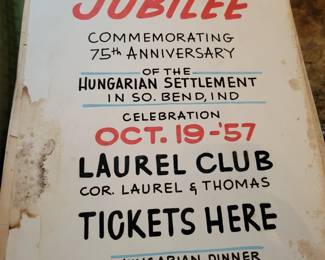 JUBILEE
COMMEMORATING
75th ANNIVERSARY
OF THE
HUNGARIAN SETTLEMENT
IN SO. BEND, IND
CELEBRATION
OCT. 19-'57
LAUREL CLUB
COR. LAUREL & THOMAS
TICKETS HERE
HUNGARIAN DINNER